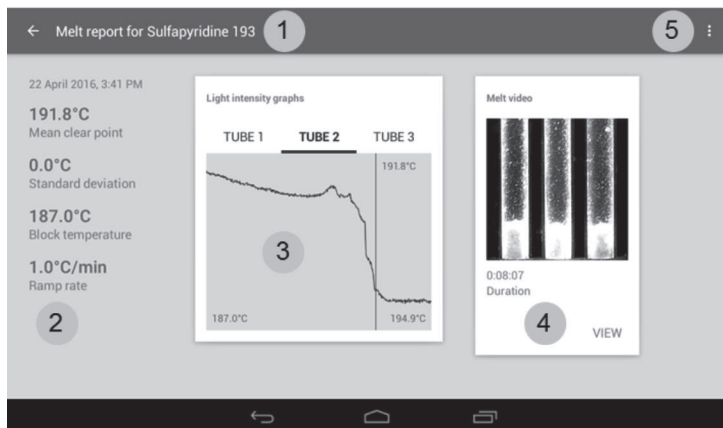 Melt report for Sulfapyridine 193
1
5
22 April 2016, 3:41 PM
191.8°C
Mean clear point
0.0°C
Standard deviation
187.0°C
Block temperature
1.0°C/min
Ramp rate
2
Light intensity graphs
TUBE 1 TUBE 2 TUBE 3
191.8°C
3
187.0°C 194.9°C
Melt video
0:08:07
Duration
4
VIEW